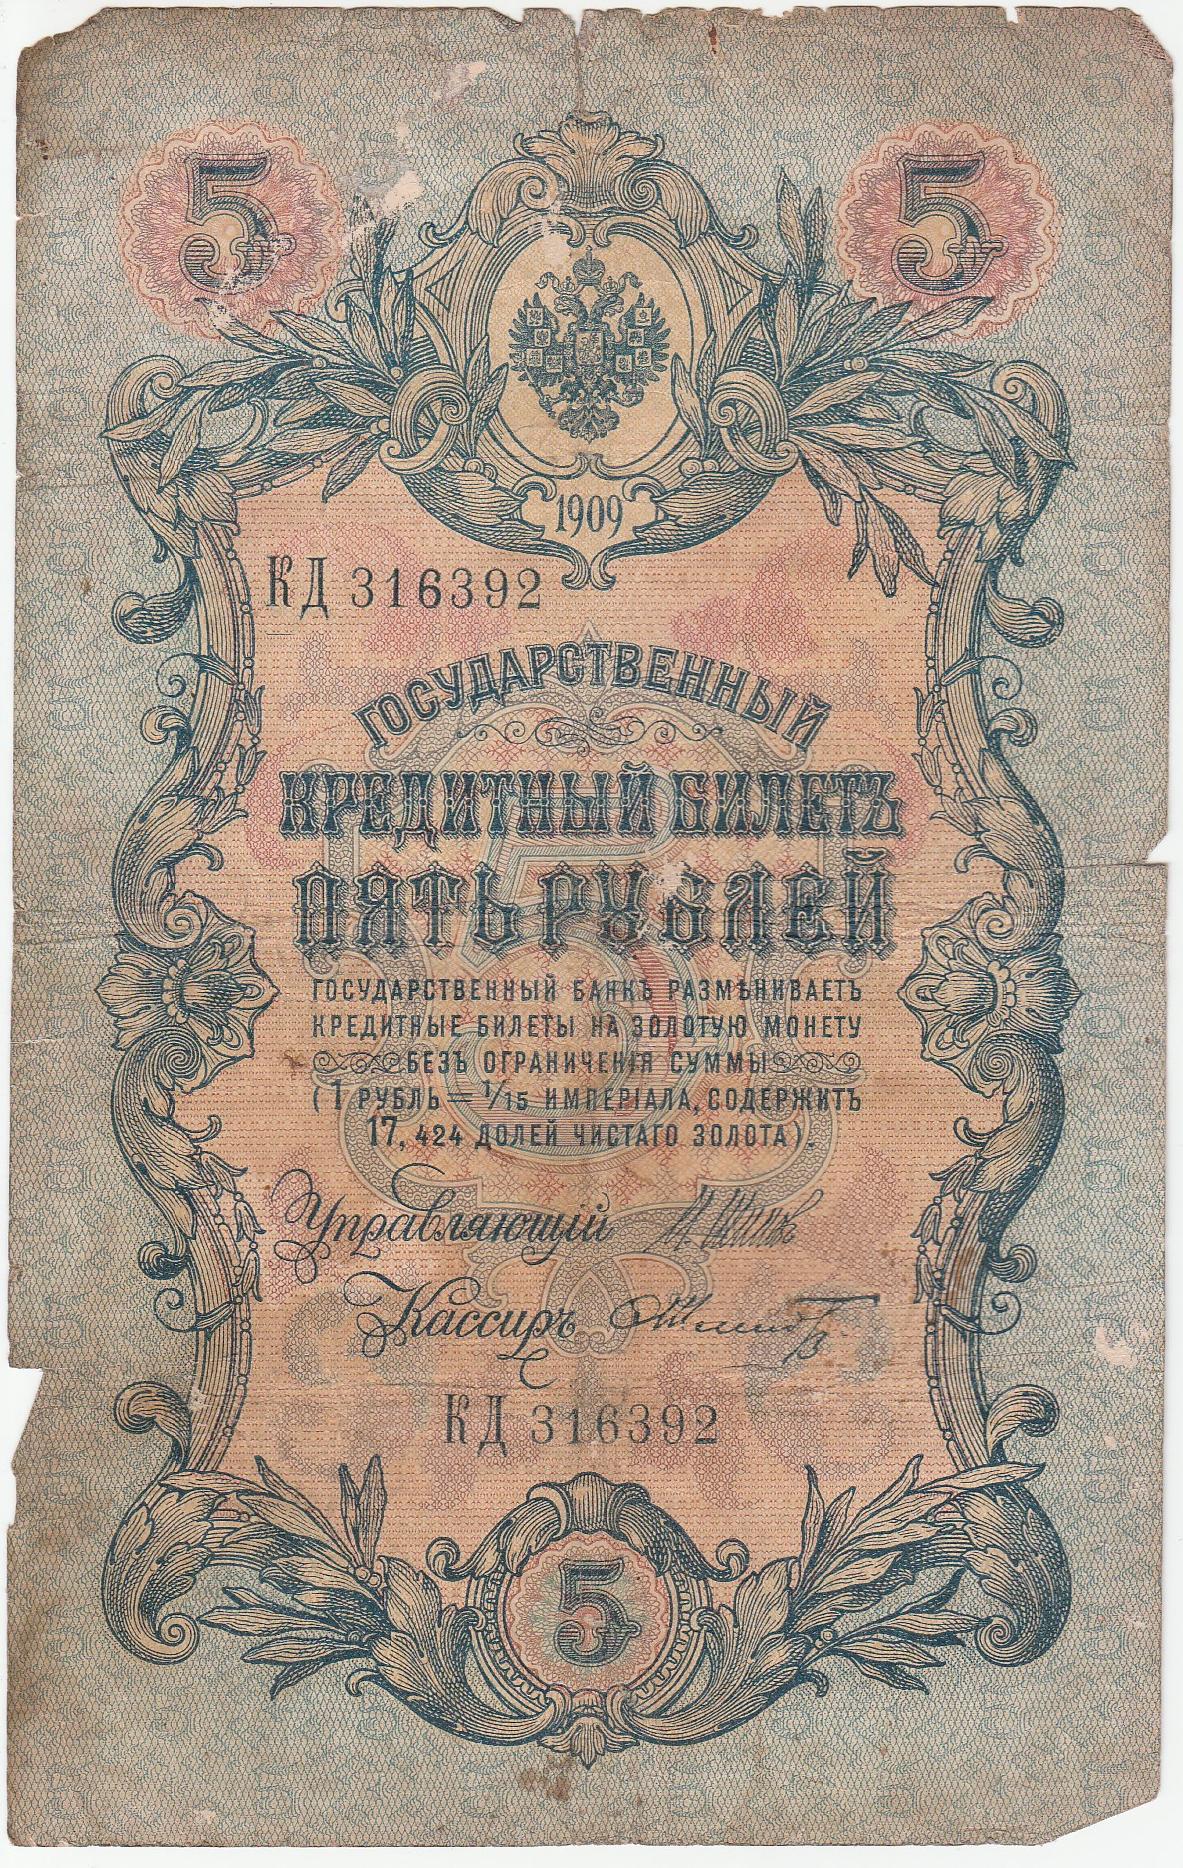 5 5
1909
КД 316392
ГОСУДАРСТВЕННЫЙ
КРЕДИТНЫЙ БИЛЕТЪ
ПЯТЬ РУБЛЕЙ
ГОСУДАРСТВЕННЫЙ БАНКЪ РАЗМѢНИВАЕТЪ
КРЕДИТНЫЕ БИЛЕТЫ НА ЗОЛОТУЮ МОНЕТУ
БЕЗЪ ОГРАНИЧЕНІЯ СУММЫ
(1 РУБЛЬ = 1/15 ИМПЕРІАЛА, СОДЕРЖИТЪ
17, 424 ДОЛЕЙ ЧИСТАГО ЗОЛОТА).
Управляющій
Кассиръ
КД 316392
5